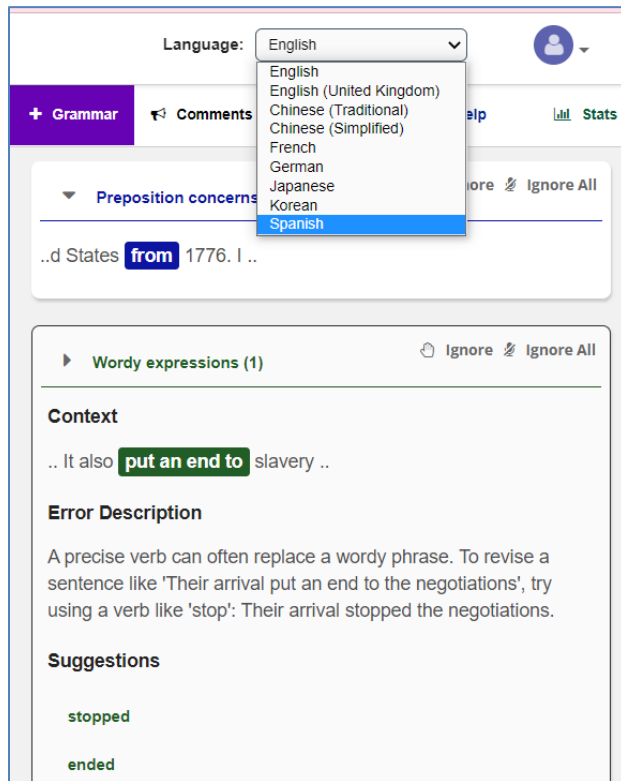 Language: English
English
English (United Kingdom)
Chinese (Traditional)
Chinese (Simplified)
French
German
Japanese
Korean
Spanish
+ Grammar Comments elp Stats
Preposition concerns ore Ignore All
..d States from 1776. I ..
Wordy expressions (1) Ignore Ignore All
Context
.. It also put an end to slavery ..
Error Description
A precise verb can often replace a wordy phrase. To revise a
sentence like 'Their arrival put an end to the negotiations', try
using a verb like 'stop': Their arrival stopped the negotiations.
Suggestions
stopped
ended